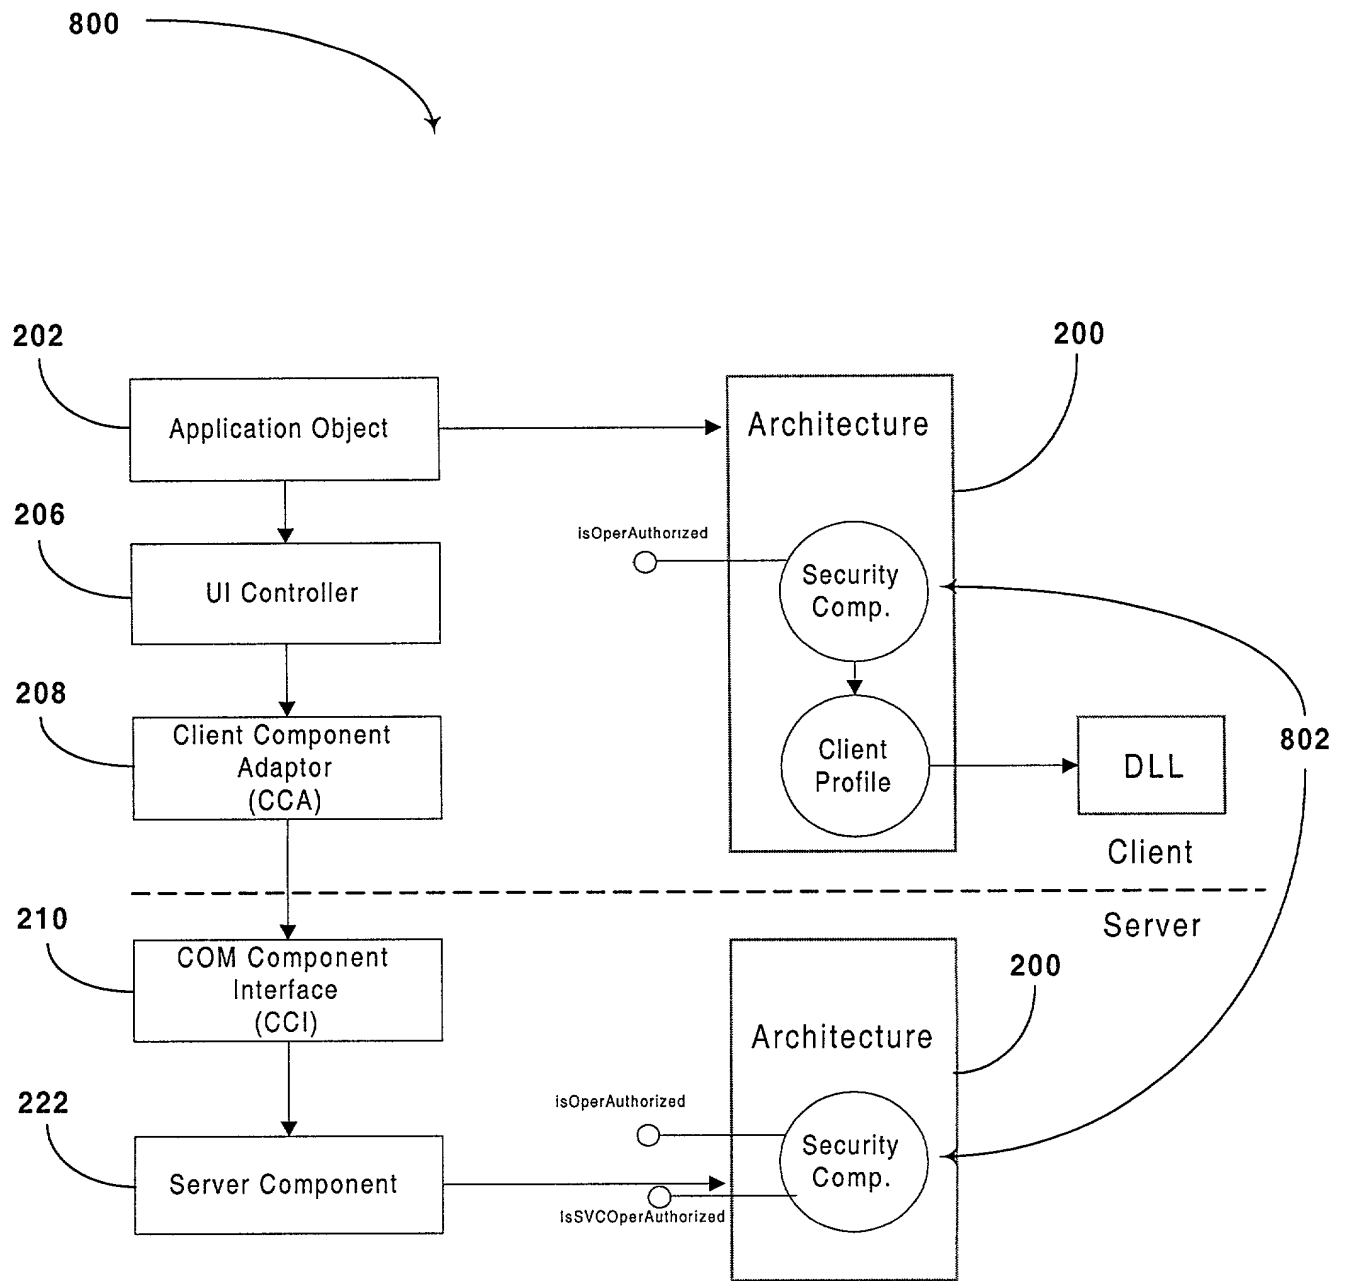 800
202
200
Application Object
Architecture
206
isOperAuthorized
UI Controller
Security
Comp.
208
Client Component
Adaptor
(CCA)
Client
Profile
DLL
802
Client
210
Server
COM Component
Interface
(CCI)
200
Architecture
222
isOperAuthorized
Security
Comp.
Server Component
IsSVCOperAuthorized